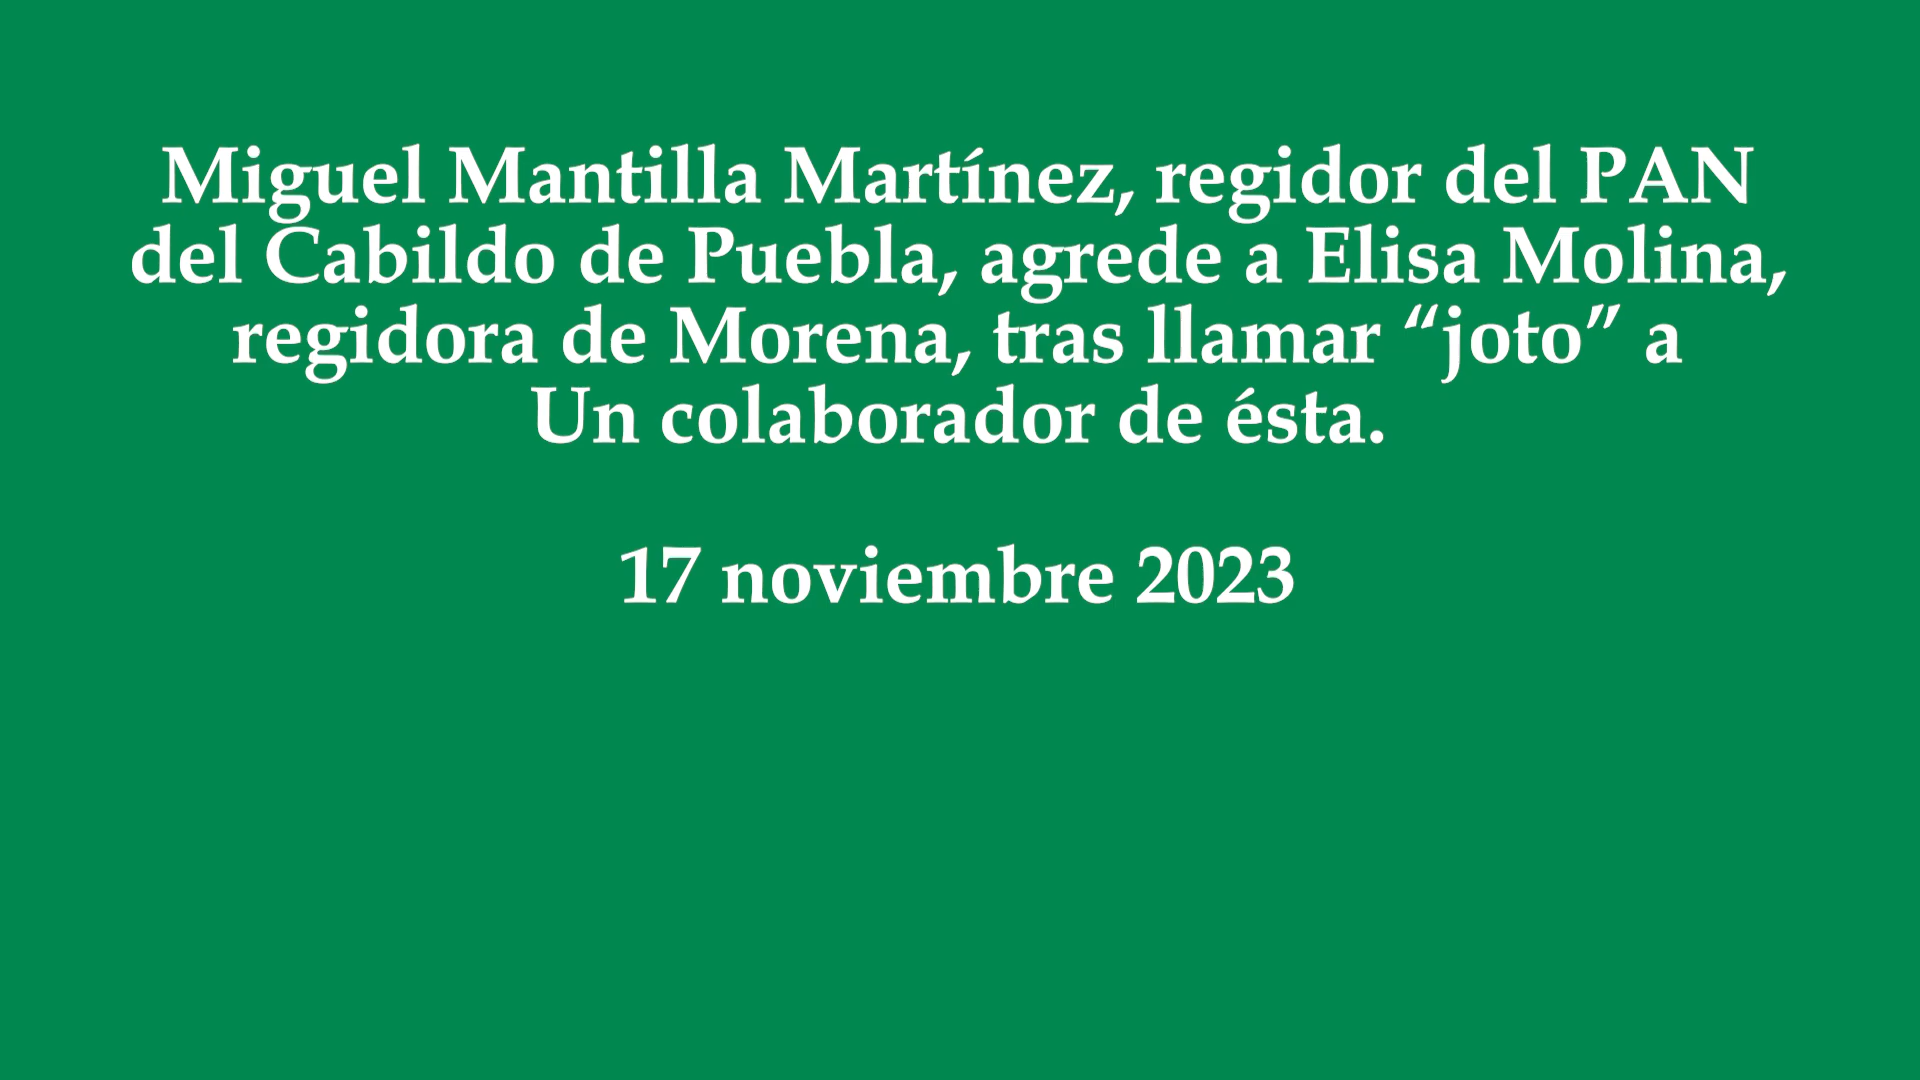 Miguel Mantilla Martínez, regidor del PAN
del Cabildo de Puebla, agrede a Elisa Molina,
regidora de Morena, tras llamar “joto” a
Un colaborador de ésta.
17 noviembre 2023